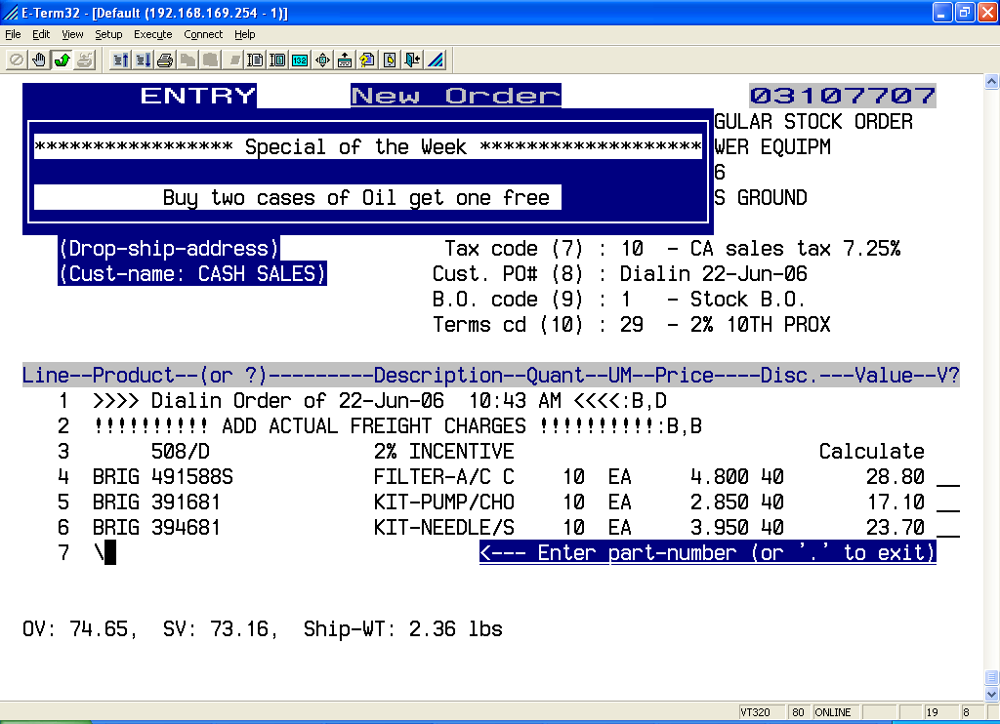 E-Term32 - [Default (192.168.169.254 - 1)]
File Edit View Setup Execute Connect Help
132
ENTRY New Order 03107707
GULAR STOCK ORDER
***************** Special of the Week ******************* WER EQUIPM
6
Buy two cases of Oil get one free S GROUND
(Drop-ship-address) Tax code (7) : 10 - CA sales tax 7.25%
(Cust-name: CASH SALES) Cust. PO# (8) : Dialin 22-Jun-06
B.O. code (9) : 1 - Stock B.O.
Terms cd (10) : 29 - 2% 10TH PROX
Line--Product--(or ?)---------Description--Quant--UM--Price----Disc.---Value--V?
1 >>>> Dialin Order of 22-Jun-06 10:43 AM <<<<:B,D
2 !!!!!!!!!! ADD ACTUAL FREIGHT CHARGES !!!!!!!!!!:B,B
3 508/D 2% INCENTIVE Calculate
4 BRIG 491588S FILTER-A/C C 10 EA 4.800 40 28.80 __
5 BRIG 391681 KIT-PUMP/CHO 10 EA 2.850 40 17.10 __
6 BRIG 394681 KIT-NEEDLE/S 10 EA 3.950 40 23.70 __
7 \ <--- Enter part-number (or '.' to exit)
OV: 74.65, SV: 73.16, Ship-WT: 2.36 lbs
VT320 80 ONLINE 19 8